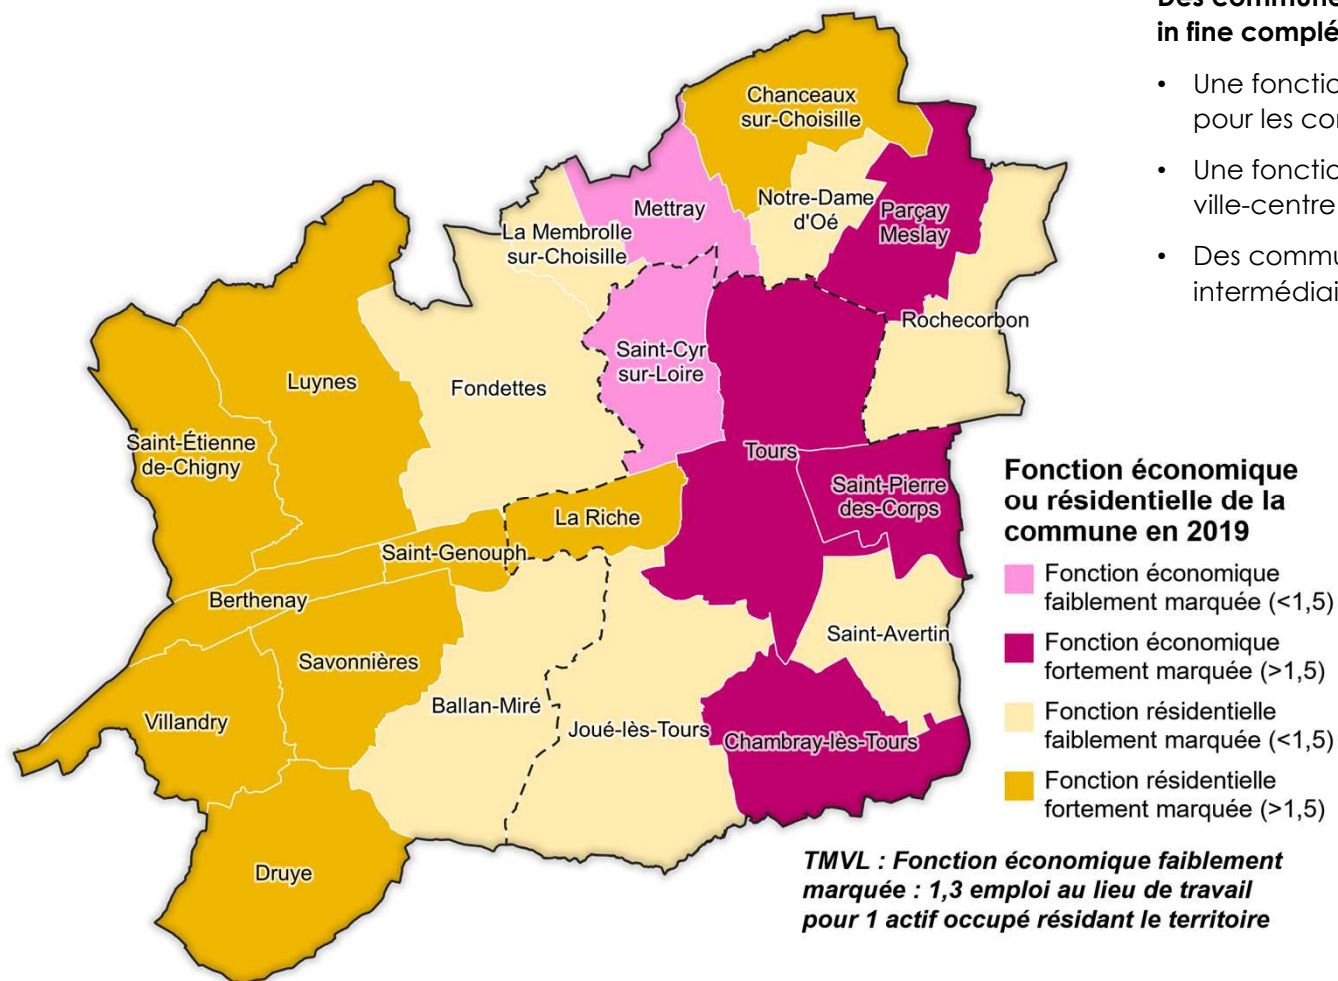 Des commune
in fine complé
• Une fonctio
pour les cor
• Une fonctio
ville-centre
• Des commu
intermédiai
Chanceaux
sur-Choisille
Mettray
Notre-Dame
d'Oé
Parçay
Meslay
La Membrolle
sur-Choisille
Rochecorbon
Saint-Cyr
sur-Loire
Luynes
Fondettes
Saint-Étienne
de-Chigny
Tours
Saint-Pierre
des-Corps
La Riche
Saint-Genouph
Berthenay
Saint-Avertin
Savonnières
Ballan-Miré
Villandry
Joué-lès-Tours
Chambray-lès-Tours
Druye
Fonction économique
ou résidentielle de la
commune en 2019
Fonction économique
faiblement marquée (<1,5)
Fonction économique
fortement marquée (>1,5)
Fonction résidentielle
faiblement marquée (<1,5)
Fonction résidentielle
fortement marquée (>1,5)
TMVL : Fonction économique faiblement
marquée : 1,3 emploi au lieu de travail
pour 1 actif occupé résidant le territoire